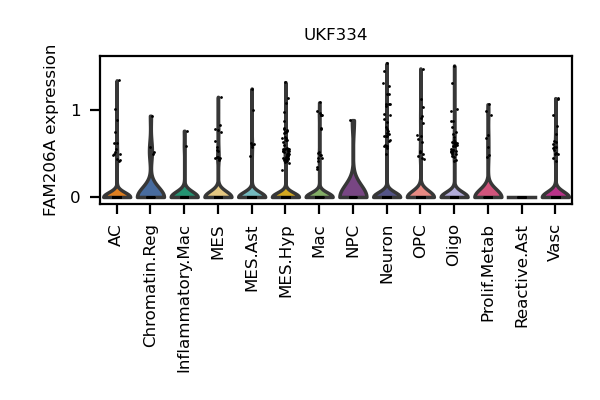 UKF334
FAM206A expression
1
0
AC
Chromatin.Reg
Inflammatory.Mac
MES
MES.Ast
MES.Hyp
Mac
NPC
Neuron
OPC
Oligo
Prolif.Metab
Reactive.Ast
Vasc